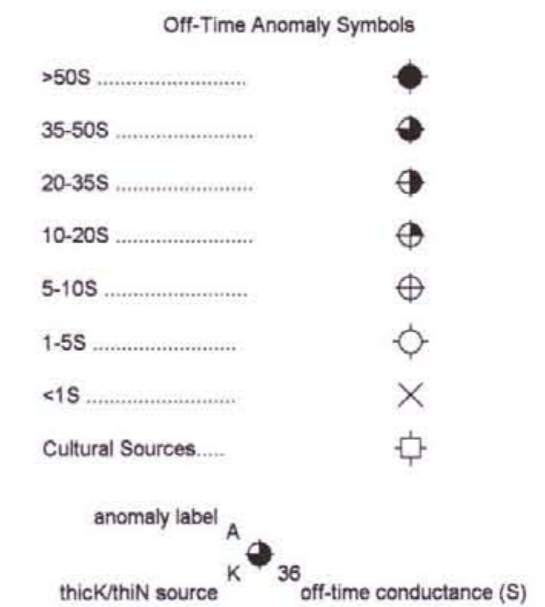 Off-Time Anomaly Symbols
>50S ..........................
35-50S ........................
20-35S ........................
10-20S ........................
5-10S .........................
1-5S ..........................
<1S ..........................
Cultural Sources.....
anomaly label
A
K 36
thicK/thiN source off-time conductance (S)